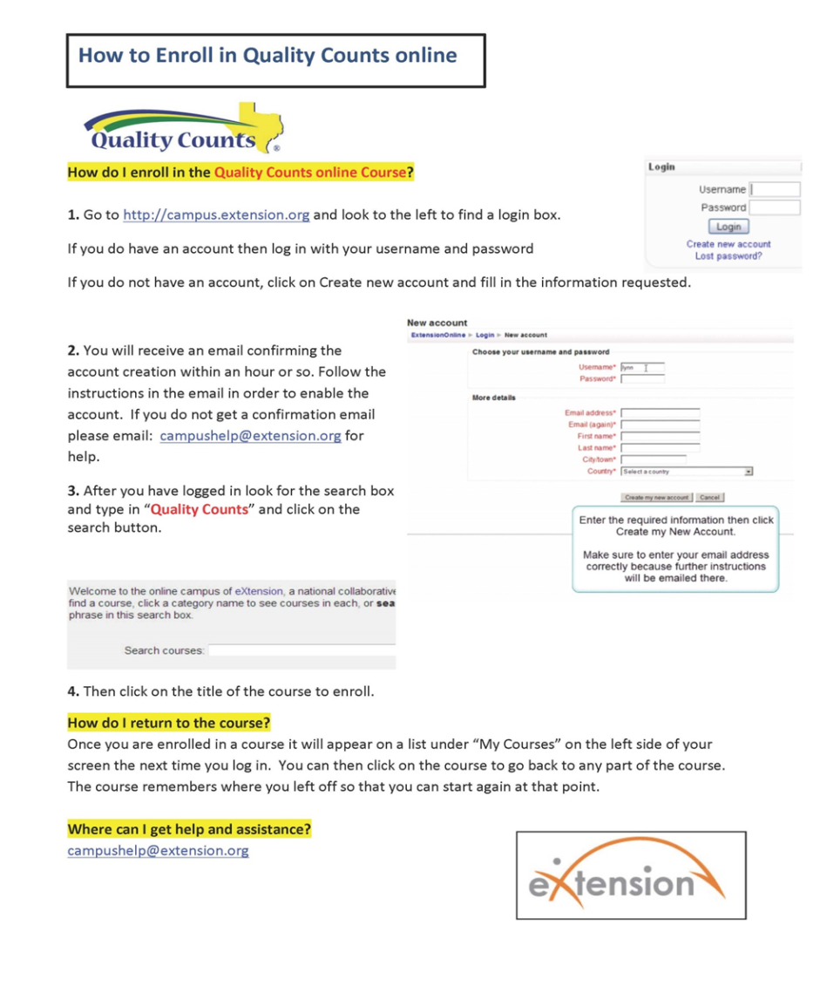 How to Enroll in Quality Counts online
Quality Counts ®
How do I enroll in the Quality Counts online Course?
1. Go to http://campus.extension.org and look to the left to find a login box.
If you do have an account then log in with your username and password
If you do not have an account, click on Create new account and fill in the information requested.
Login
Username
Password
Login
Create new account
Lost password?
2. You will receive an email confirming the
account creation within an hour or so. Follow the
instructions in the email in order to enable the
account.  If you do not get a confirmation email
please email:  campushelp@extension.org for
help.
3. After you have logged in look for the search box
and type in “Quality Counts” and click on the
search button.
New account
ExtensionOnline ► Login ► New account
Choose your username and password
Username* lynn
Password*
More details
Email address*
Email (again)*
First name*
Last name*
City/town*
Country* Select a country
Create my new account Cancel
Enter the required information then click
Create my New Account.
Make sure to enter your email address
correctly because further instructions
will be emailed there.
Welcome to the online campus of eXtension, a national collaborative
find a course, click a category name to see courses in each, or sea
phrase in this search box.
Search courses:
4. Then click on the title of the course to enroll.
How do I return to the course?
Once you are enrolled in a course it will appear on a list under “My Courses” on the left side of your
screen the next time you log in.  You can then click on the course to go back to any part of the course.
The course remembers where you left off so that you can start again at that point.
Where can I get help and assistance?
campushelp@extension.org
eXtension